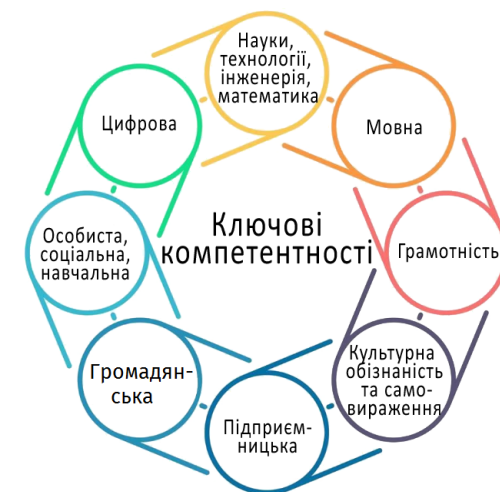 Ключові
компетентності
Науки,
технології,
інженерія,
математика
Мовна
Грамотність
Культурна
обізнаність
та само-
вираження
Підприєм-
ницька
Громадян-
ська
Особиста,
соціальна,
навчальна
Цифрова